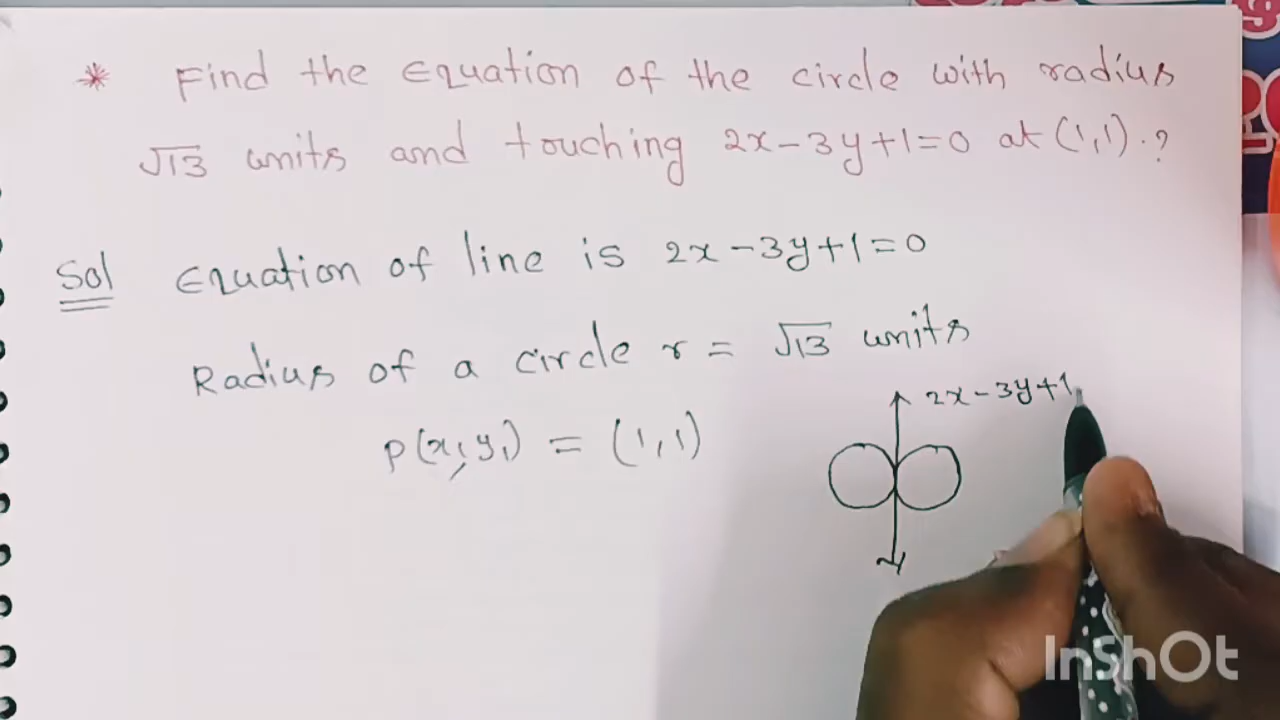 * Find the Equation of the circle with radius
√13 units and touching 2x-3y+1=0 at (1,1).?
Sol Equation of line is 2x-3y+1=0
Radius of a circle r = √13 units
2x-3y+1
P(x₁,y₁) = (1,1)
InShOt